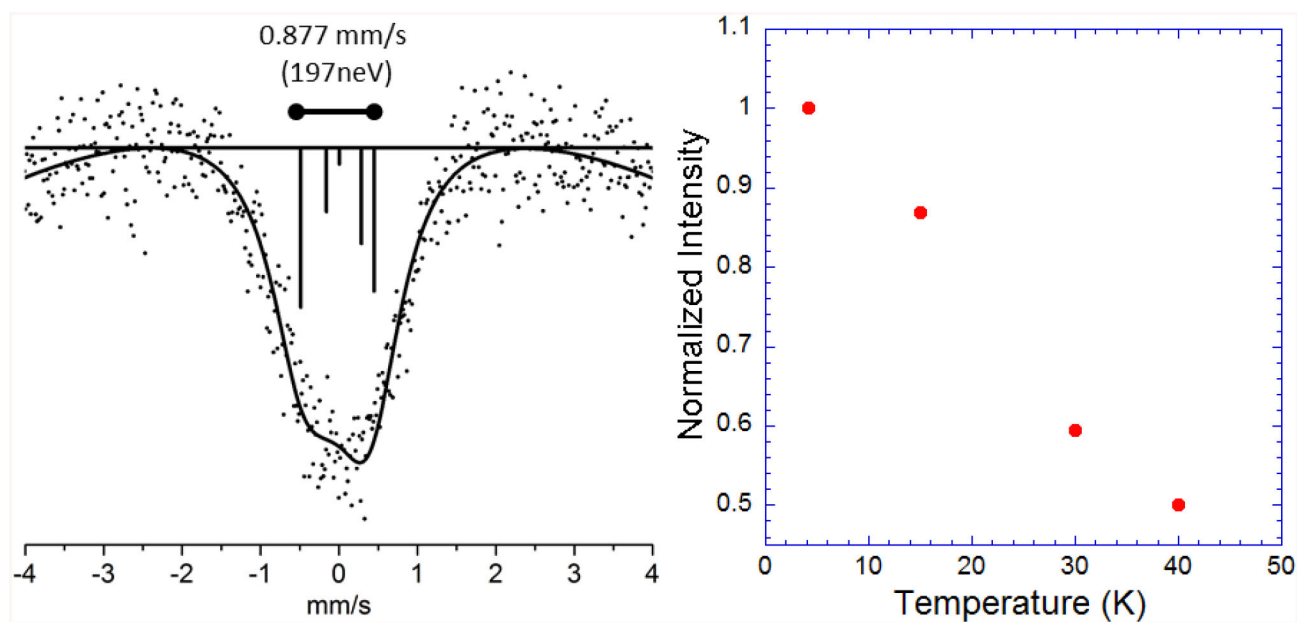 0.877 mm/s
(197neV)
-4 -3 -2 -1 0 1 2 3 4
mm/s
Normalized Intensity
1.1
1
0.9
0.8
0.7
0.6
0.5
0 10 20 30 40 50
Temperature (K)